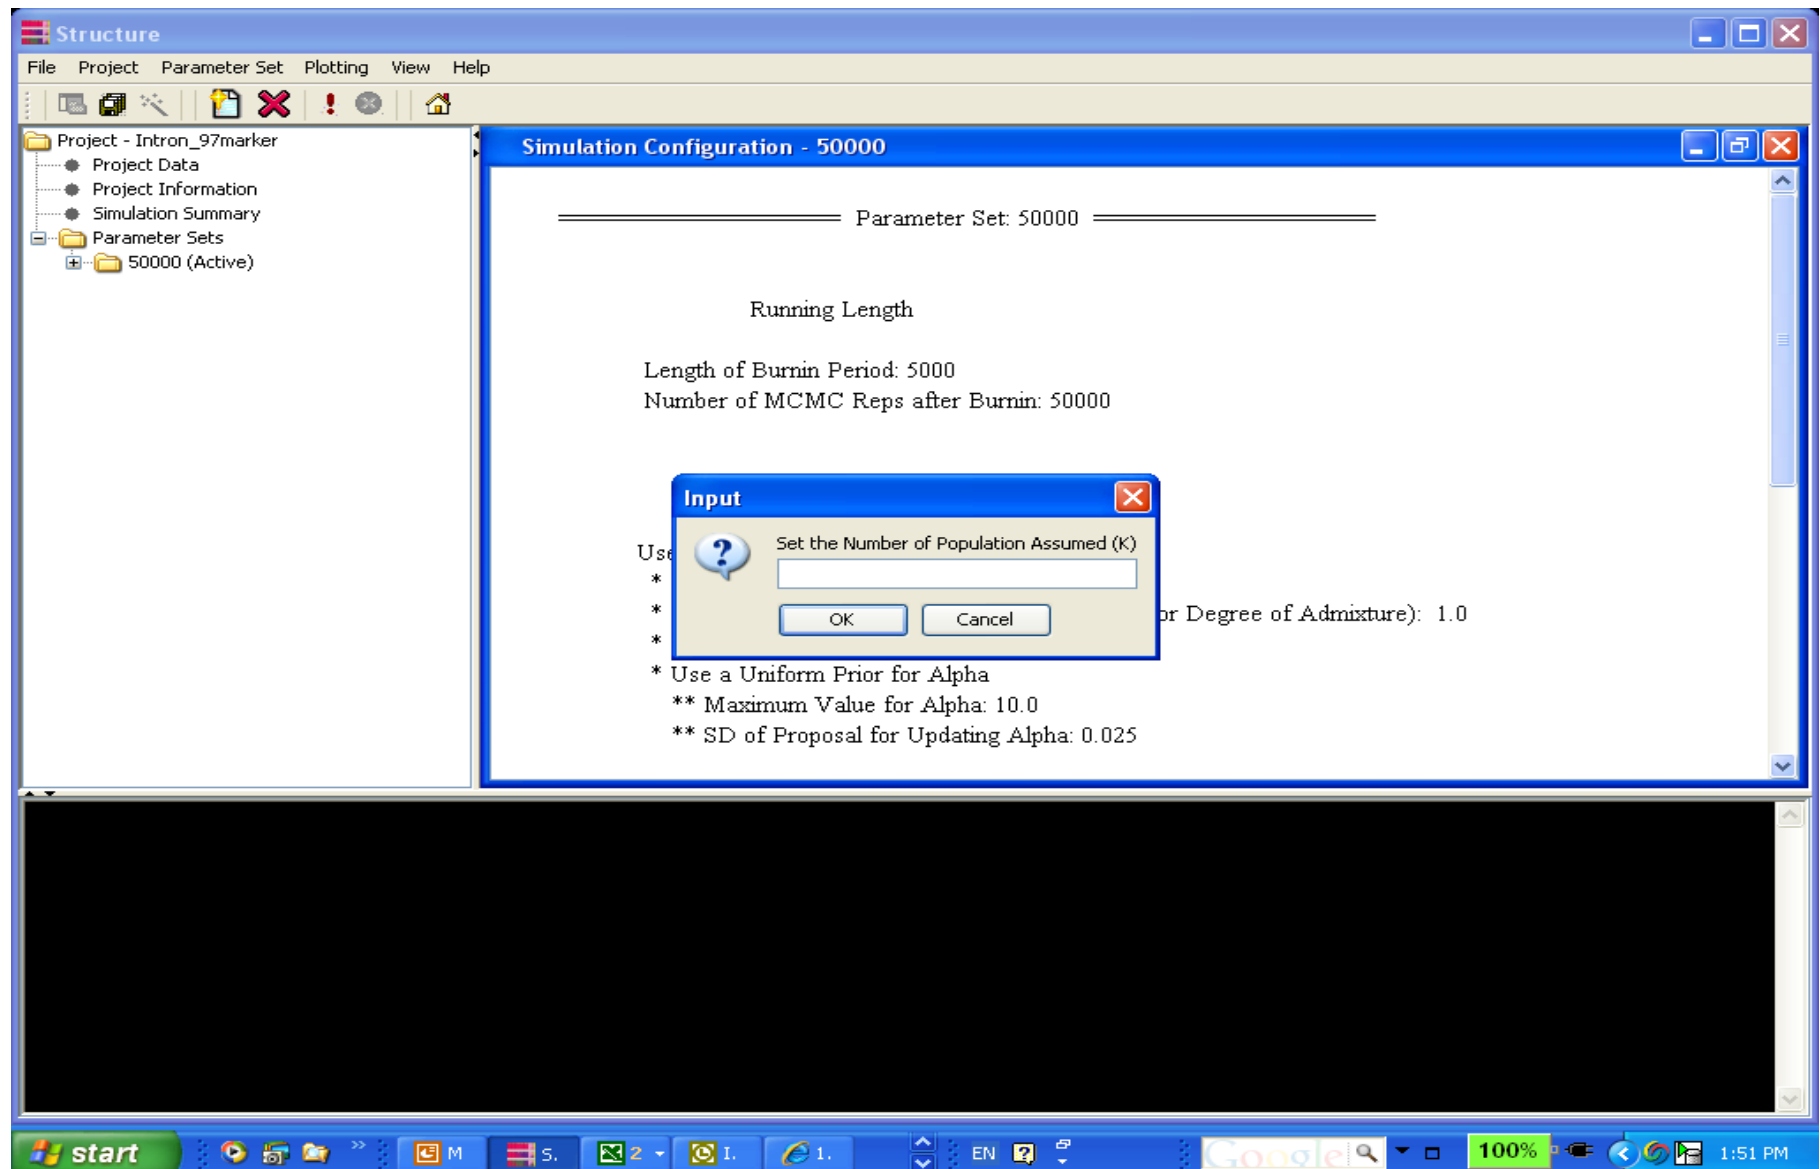 Structure
File Project Parameter Set Plotting View Help
Project - Intron_97marker
Project Data
Project Information
Simulation Summary
Parameter Sets
50000 (Active)
Simulation Configuration - 50000
Parameter Set: 50000
Running Length
Length of Burnin Period: 5000
Number of MCMC Reps after Burnin: 50000
Input
Set the Number of Population Assumed (K)
OK Cancel
Use
*
* or Degree of Admixture): 1.0
*
* Use a Uniform Prior for Alpha
** Maximum Value for Alpha: 10.0
** SD of Proposal for Updating Alpha: 0.025
start M S. 2 I. 1. EN Google 100% 1:51 PM